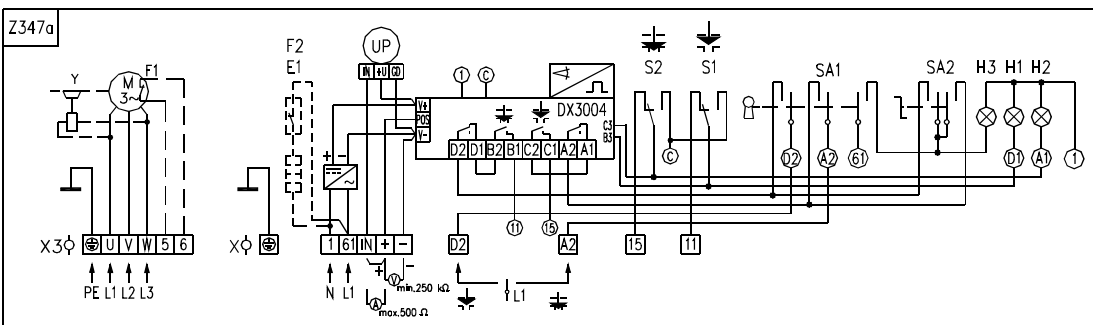 Z347a
F2
E1
UP
IN +U GD
S2 S1
SA1 SA2 H3 H1 H2
Y M 3~ F1
1 C
V+
POS
V-
DX3004
C3
B3
D2 D1 B2 B1 C2 C1 A2 A1
+ -
C
D2 A2 61 D1 A1 1
11 15
X3 U V W 5 6
X
1 61 IN + -
D2 A2 15 11
PE L1 L2 L3
N L1
+ -
V min.250 kΩ
A max.500 Ω
L1